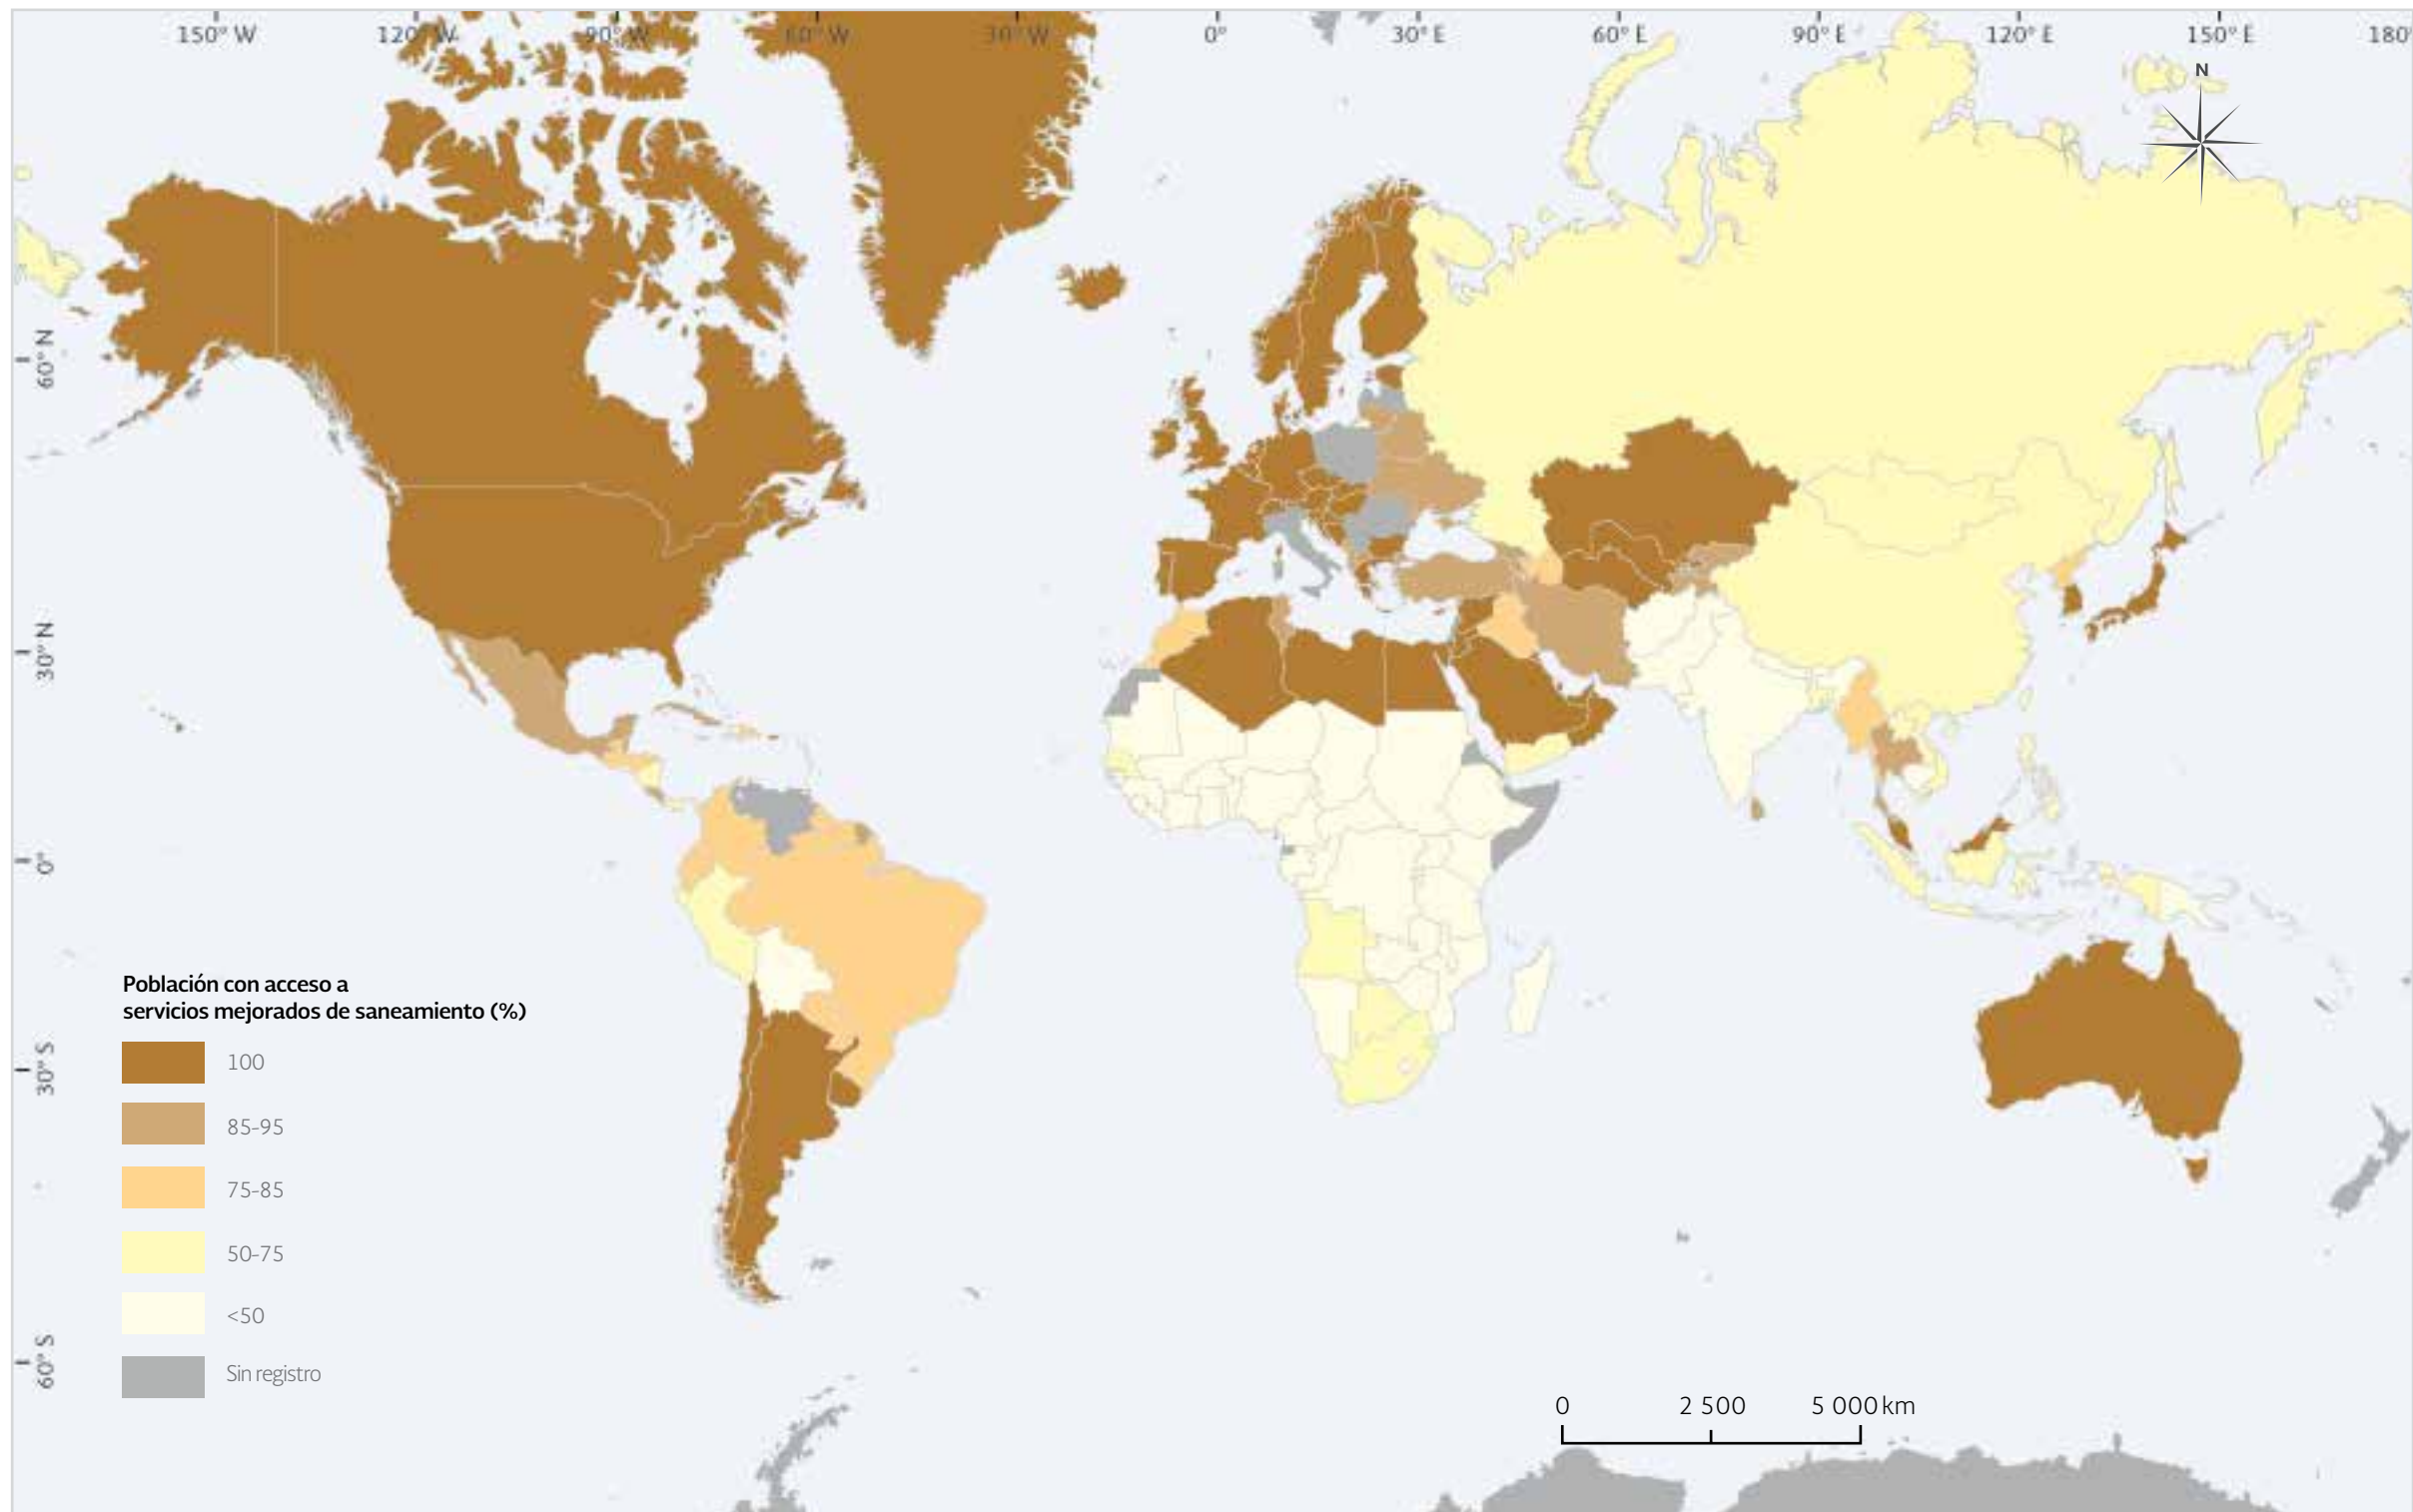 150° W 120° W 90° W 60° W 30° W 0° 30° E 60° E 90° E 120° E 150° E 180°
N
60° N
30° N
0°
30° S
60° S
Población con acceso a
servicios mejorados de saneamiento (%)
100
85-95
75-85
50-75
<50
Sin registro
0 2 500 5 000 km